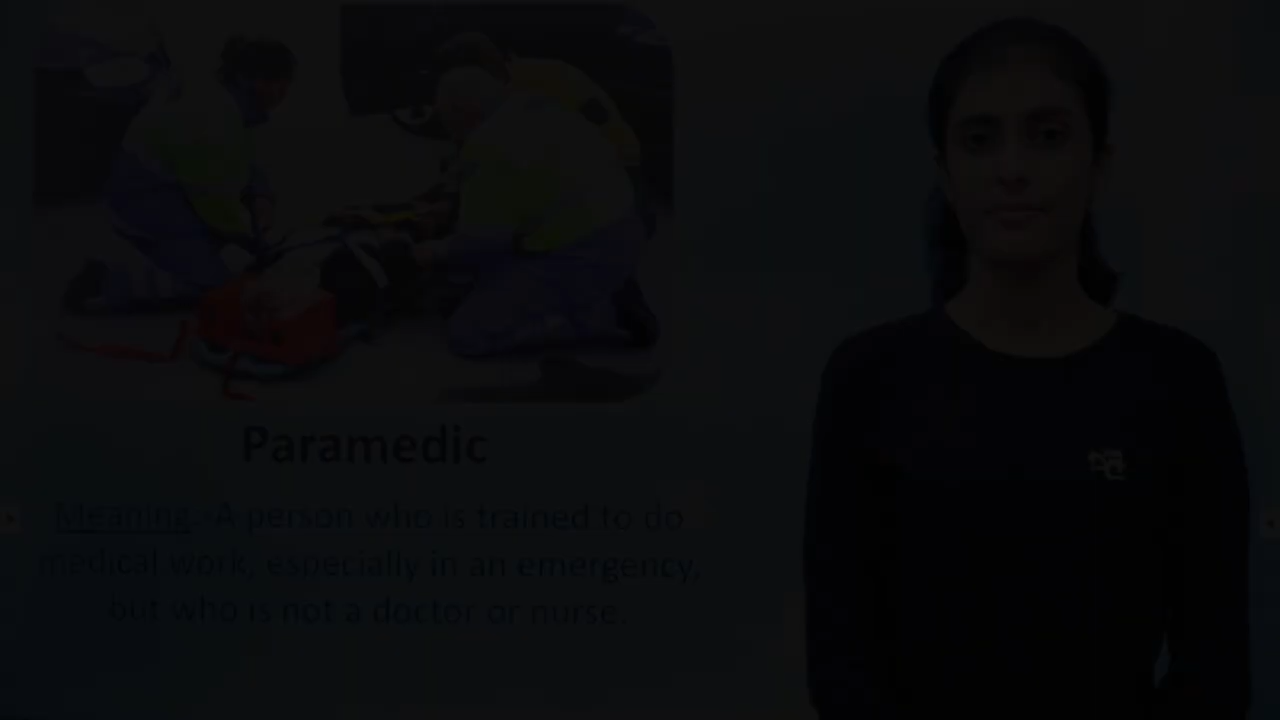 Paramedic
Meaning:-A person who is trained to do
medical work, especially in an emergency,
but who is not a doctor or nurse.